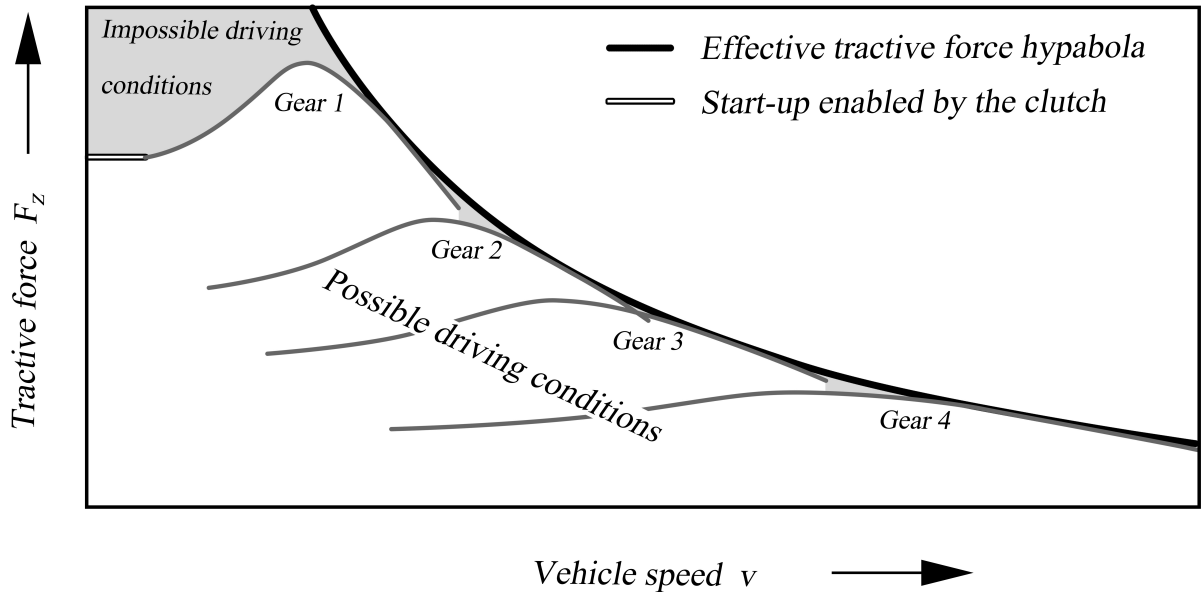 Impossible driving
conditions
Effective tractive force hypabola
Start-up enabled by the clutch
Gear 1
Gear 2
Gear 3
Gear 4
Possible driving conditions
Tractive force Fz
Vehicle speed v